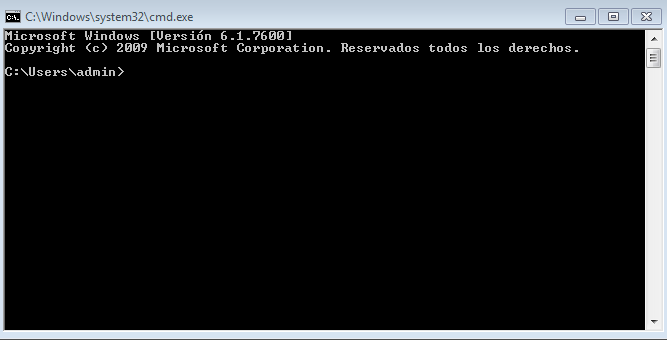 C:\Windows\system32\cmd.exe
Microsoft Windows [Versión 6.1.7600]
Copyright (c) 2009 Microsoft Corporation. Reservados todos los derechos.
C:\Users\admin>